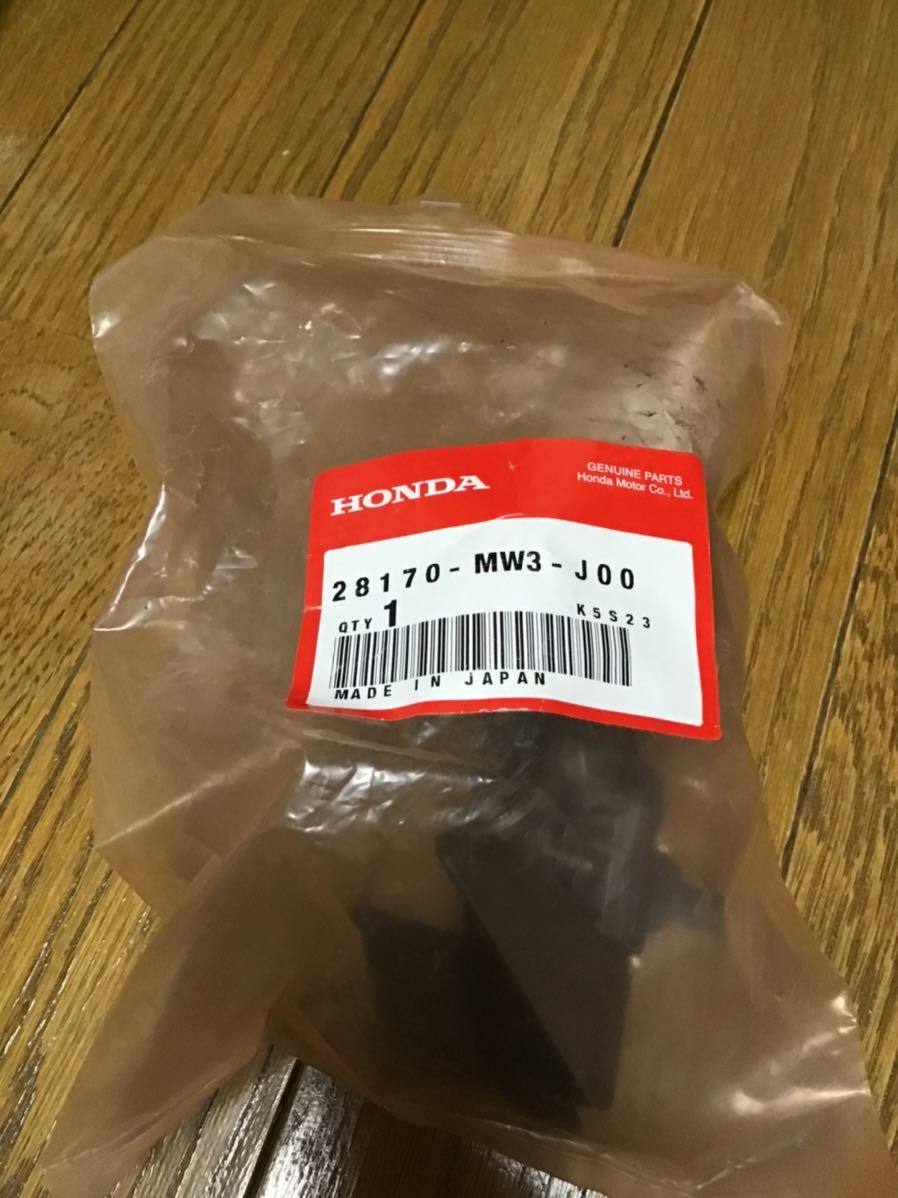 HONDA
GENUINE PARTS
Honda Motor Co., Ltd.
28170-MW3-J00
QTY 1 K5S23
MADE IN JAPAN